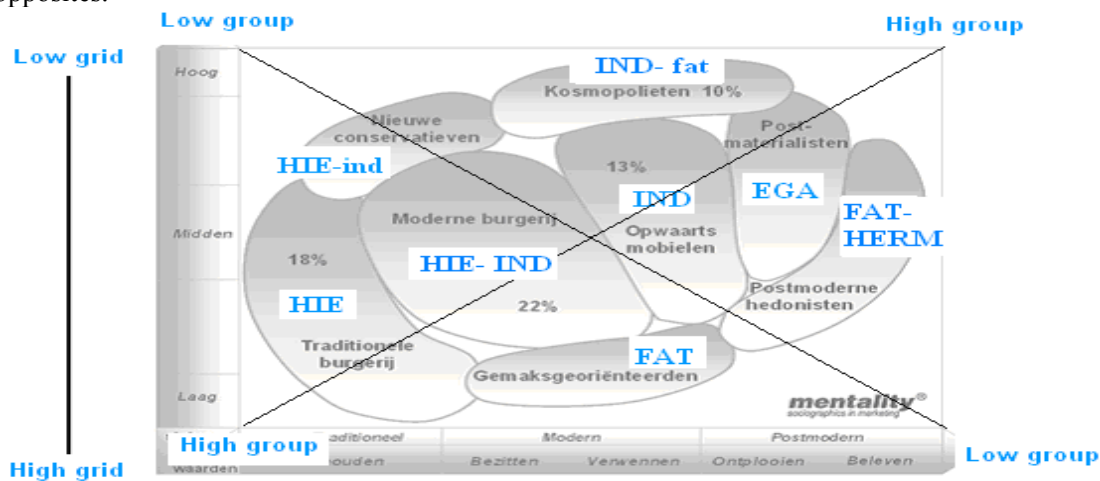 opposites.
Low group
High group
Low grid
IND- fat
Hoog
Kosmopolieten 10%
Nieuwe
conservatieven
Post-
materialisten
HIE-ind
13%
IND
EGA
Moderne burgerij
FAT-
HERM
Midden
Opwaarts
mobielen
18%
HIE- IND
HIE
22%
Postmoderne
hedonisten
Traditionele
burgerij
FAT
Gemaksgeoriënteerden
Laag
mentality®
sociographics in marketing
High group
Modern
Postmodern
High grid
waarden
Bezitten
Verwennen
Ontplooien
Beleven
Low group